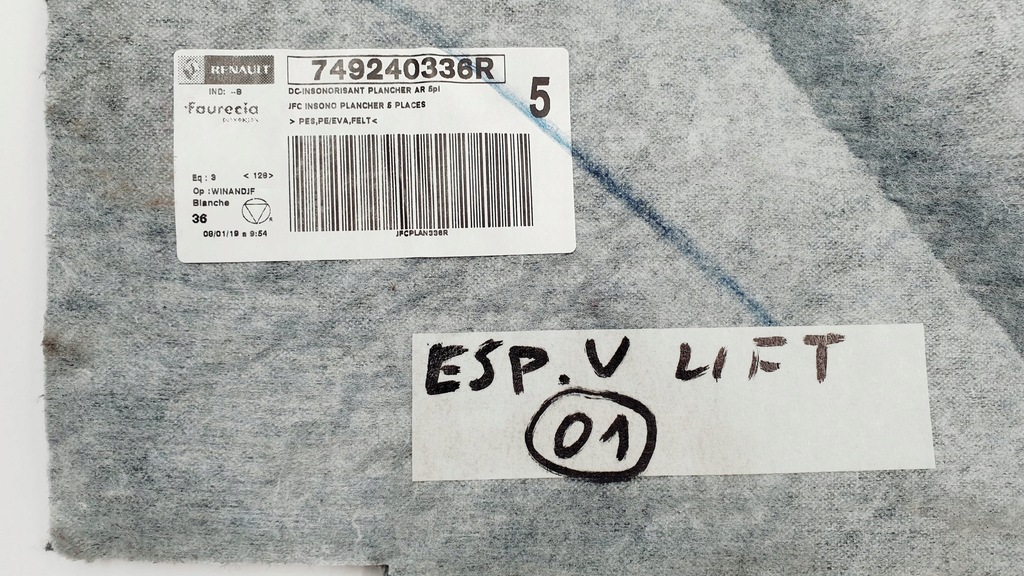 RENAULT
749240336R
IND: --B
DC-INSONORISANT PLANCHER AR 5pl
5
faurecia
JFC INSONO PLANCHER 5 PLACES
> PES,PE/EVA,FELT<
Eq : 3 < 128>
Op :WINANDJF
Blanche
36
09/01/19 a 9:54
JFCPLAN336R
ESP. V LIFT
01